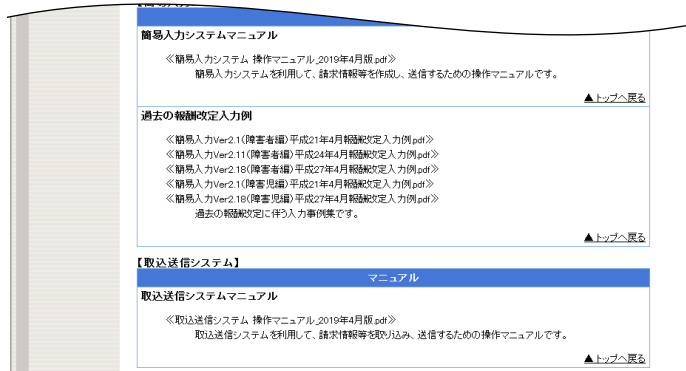 簡易入力システムマニュアル
≪簡易入力システム 操作マニュアル_2019年4月版.pdf≫
簡易入力システムを利用して、請求情報等を作成し、送信するための操作マニュアルです。
▲トップへ戻る
過去の報酬改定入力例
≪簡易入力Ver2.1(障害者編)平成21年4月報酬改定入力例.pdf≫
≪簡易入力Ver2.11(障害者編)平成24年4月報酬改定入力例.pdf≫
≪簡易入力Ver2.18(障害者編)平成27年4月報酬改定入力例.pdf≫
≪簡易入力Ver2.1(障害児編)平成21年4月報酬改定入力例.pdf≫
≪簡易入力Ver2.18(障害児編)平成27年4月報酬改定入力例.pdf≫
過去の報酬改定に伴う入力事例集です。
▲トップへ戻る
【取込送信システム】
マニュアル
取込送信システムマニュアル
≪取込送信システム 操作マニュアル_2019年4月版.pdf≫
取込送信システムを利用して、請求情報等を取り込み、送信するための操作マニュアルです。
▲トップへ戻る